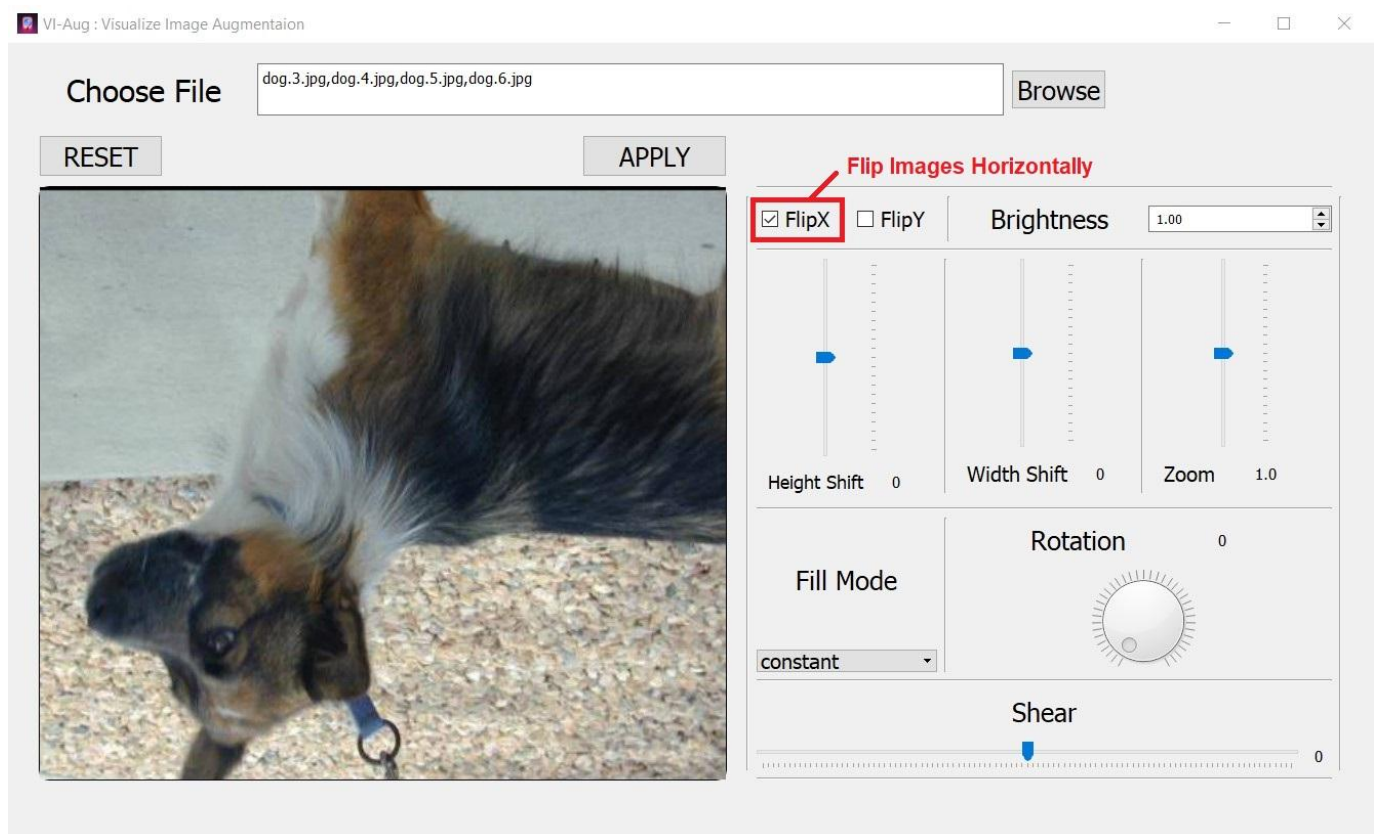 VI-Aug : Visualize Image Augmentaion
Choose File
dog.3.jpg,dog.4.jpg,dog.5.jpg,dog.6.jpg
Browse
RESET
APPLY
Flip Images Horizontally
FlipX
FlipY
Brightness
1.00
Height Shift 0
Width Shift 0
Zoom 1.0
Fill Mode
constant
Rotation 0
Shear
0